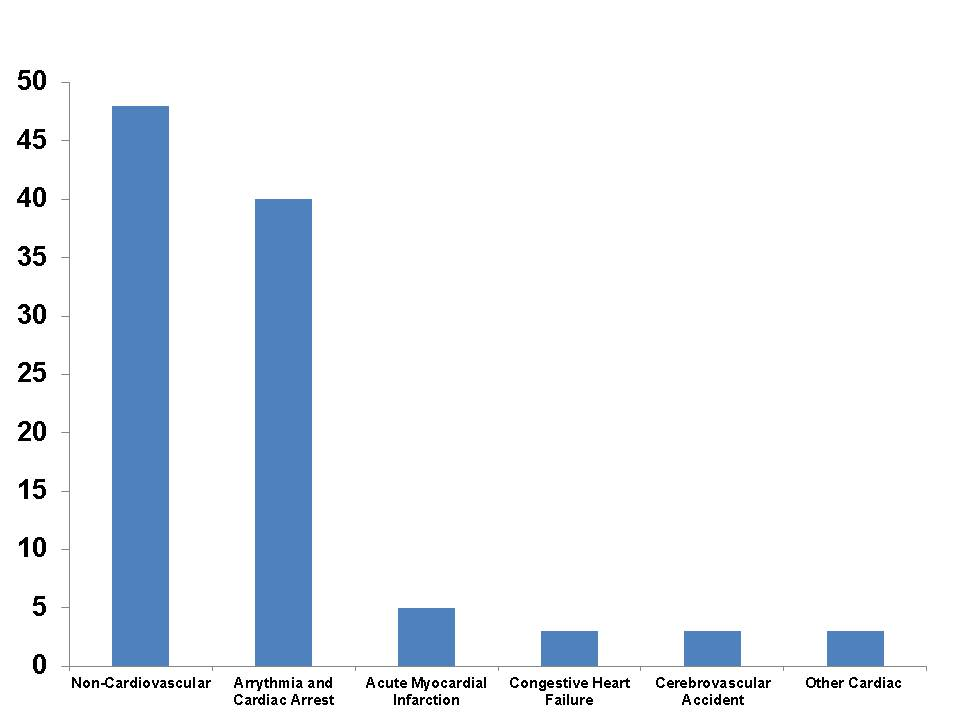 50
45
40
35
30
25
20
15
10
5
0
Non-Cardiovascular
Arrythmia and
Cardiac Arrest
Acute Myocardial
Infarction
Congestive Heart
Failure
Cerebrovascular
Accident
Other Cardiac